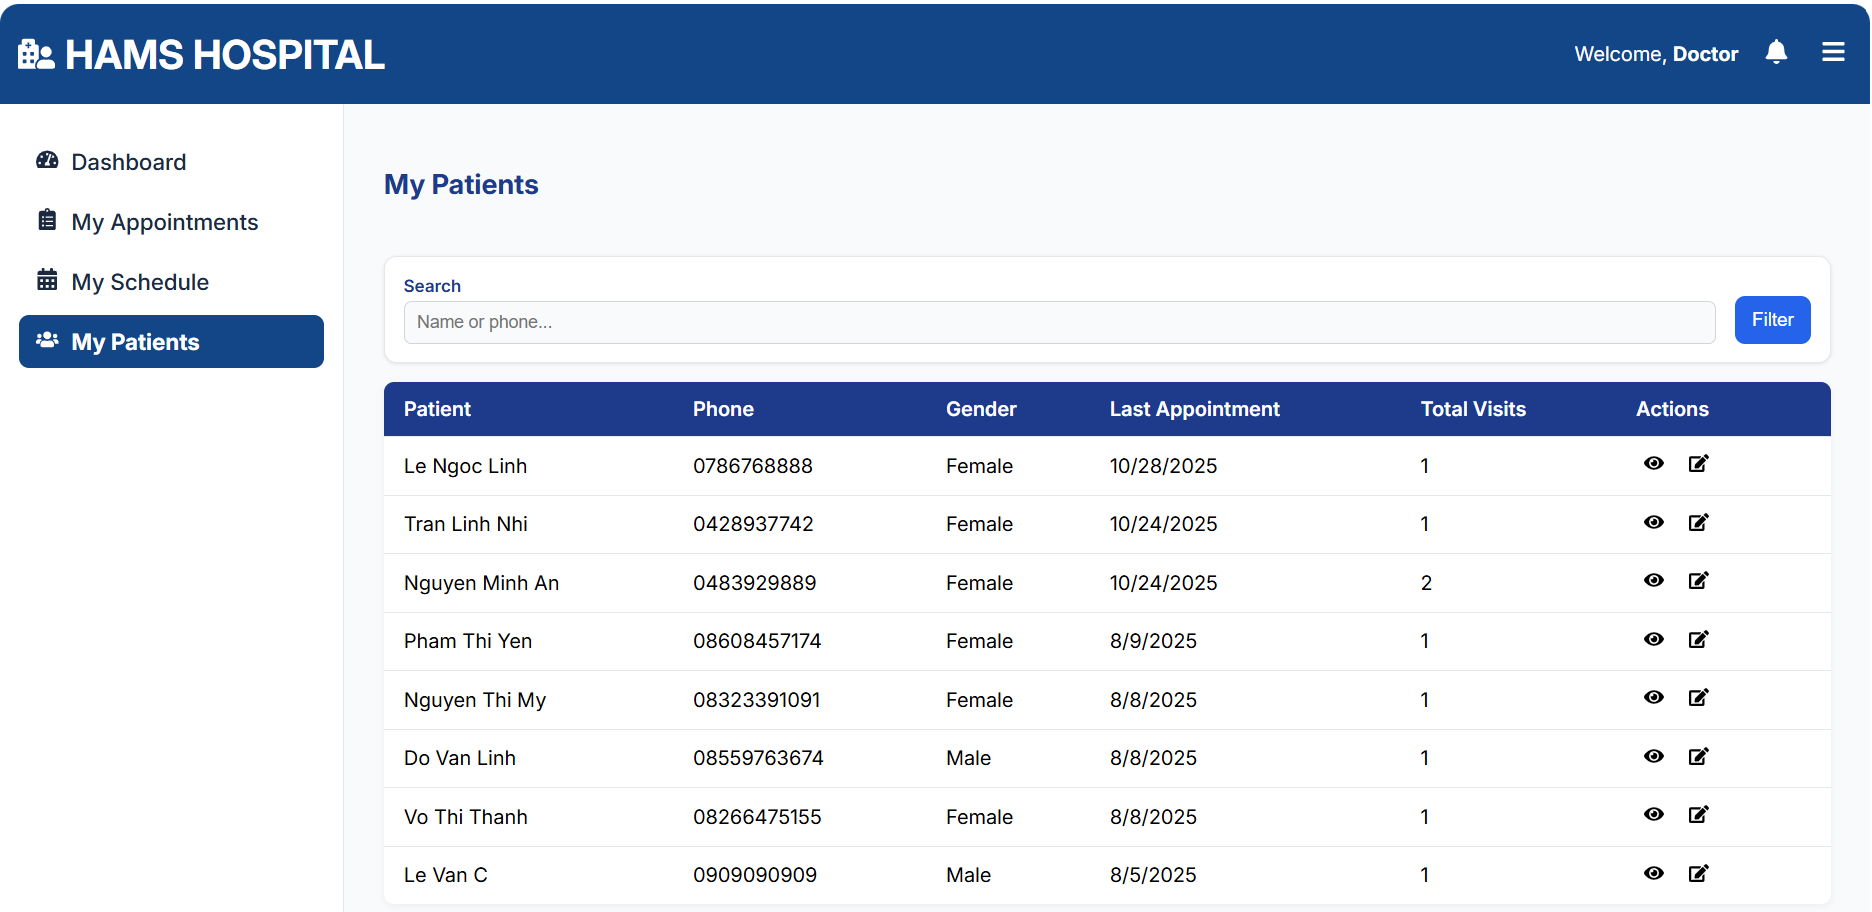 HAMS HOSPITAL
Welcome, Doctor
Dashboard
My Appointments
My Schedule
My Patients
My Patients
Search
Name or phone...
Filter
Patient Phone Gender Last Appointment Total Visits Actions
Le Ngoc Linh 0786768888 Female 10/28/2025 1
Tran Linh Nhi 0428937742 Female 10/24/2025 1
Nguyen Minh An 0483929889 Female 10/24/2025 2
Pham Thi Yen 08608457174 Female 8/9/2025 1
Nguyen Thi My 08323391091 Female 8/8/2025 1
Do Van Linh 08559763674 Male 8/8/2025 1
Vo Thi Thanh 08266475155 Female 8/8/2025 1
Le Van C 0909090909 Male 8/5/2025 1